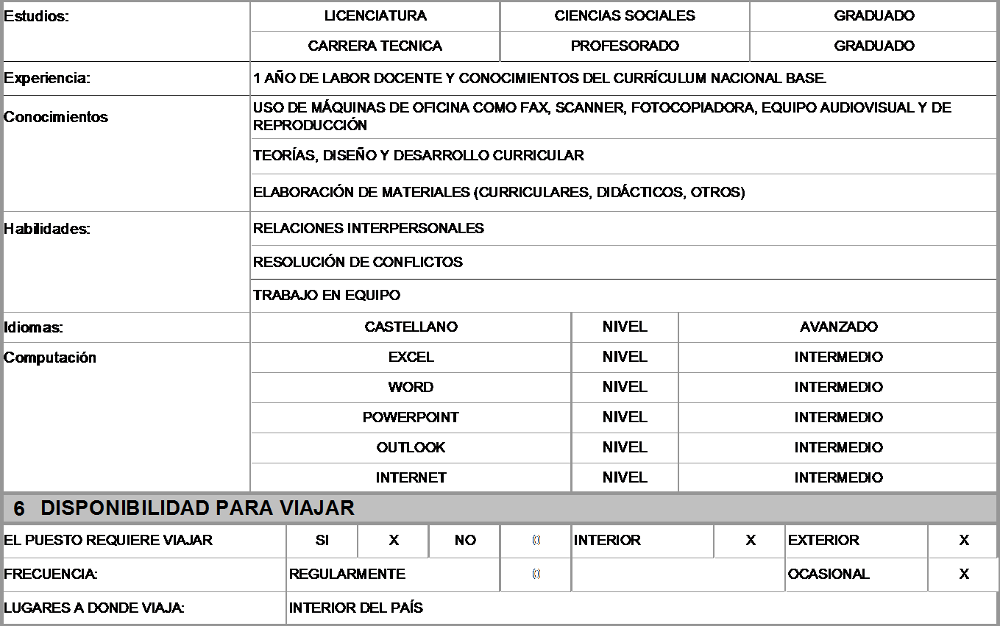 Estudios: LICENCIATURA CIENCIAS SOCIALES GRADUADO
CARRERA TECNICA PROFESORADO GRADUADO
Experiencia: 1 AÑO DE LABOR DOCENTE Y CONOCIMIENTOS DEL CURRÍCULUM NACIONAL BASE.
Conocimientos USO DE MÁQUINAS DE OFICINA COMO FAX, SCANNER, FOTOCOPIADORA, EQUIPO AUDIOVISUAL Y DE
REPRODUCCIÓN
TEORÍAS, DISEÑO Y DESARROLLO CURRICULAR
ELABORACIÓN DE MATERIALES (CURRICULARES, DIDÁCTICOS, OTROS)
Habilidades: RELACIONES INTERPERSONALES
RESOLUCIÓN DE CONFLICTOS
TRABAJO EN EQUIPO
Idiomas: CASTELLANO NIVEL AVANZADO
Computación EXCEL NIVEL INTERMEDIO
WORD NIVEL INTERMEDIO
POWERPOINT NIVEL INTERMEDIO
OUTLOOK NIVEL INTERMEDIO
INTERNET NIVEL INTERMEDIO
6 DISPONIBILIDAD PARA VIAJAR
EL PUESTO REQUIERE VIAJAR SI X NO 0 INTERIOR X EXTERIOR X
FRECUENCIA: REGULARMENTE 0 OCASIONAL X
LUGARES A DONDE VIAJA: INTERIOR DEL PAÍS